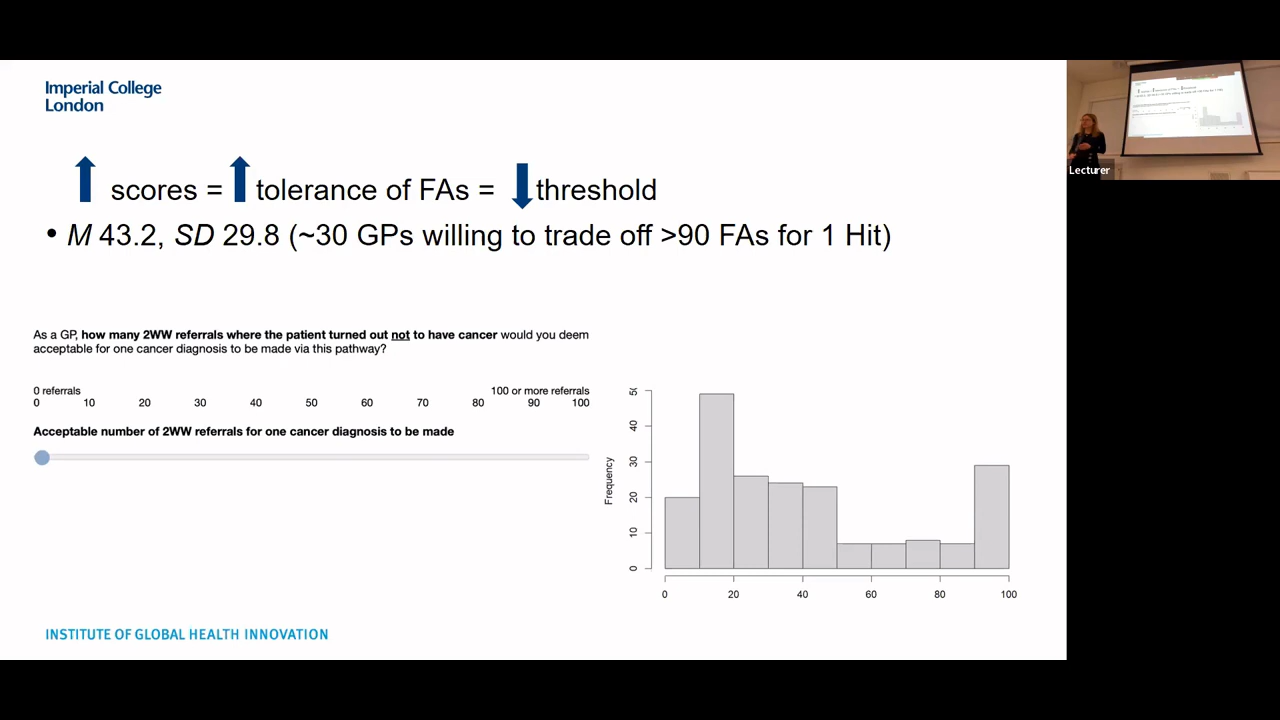 Imperial College
London
scores = tolerance of FAs = threshold
• M 43.2, SD 29.8 (~30 GPs willing to trade off >90 FAs for 1 Hit)
As a GP, how many 2WW referrals where the patient turned out not to have cancer would you deem
acceptable for one cancer diagnosis to be made via this pathway?
0 referrals 100 or more referrals
0 10 20 30 40 50 60 70 80 90 100
Acceptable number of 2WW referrals for one cancer diagnosis to be made
Frequency
50
40
30
20
10
0
0 20 40 60 80 100
INSTITUTE OF GLOBAL HEALTH INNOVATION
Lecturer